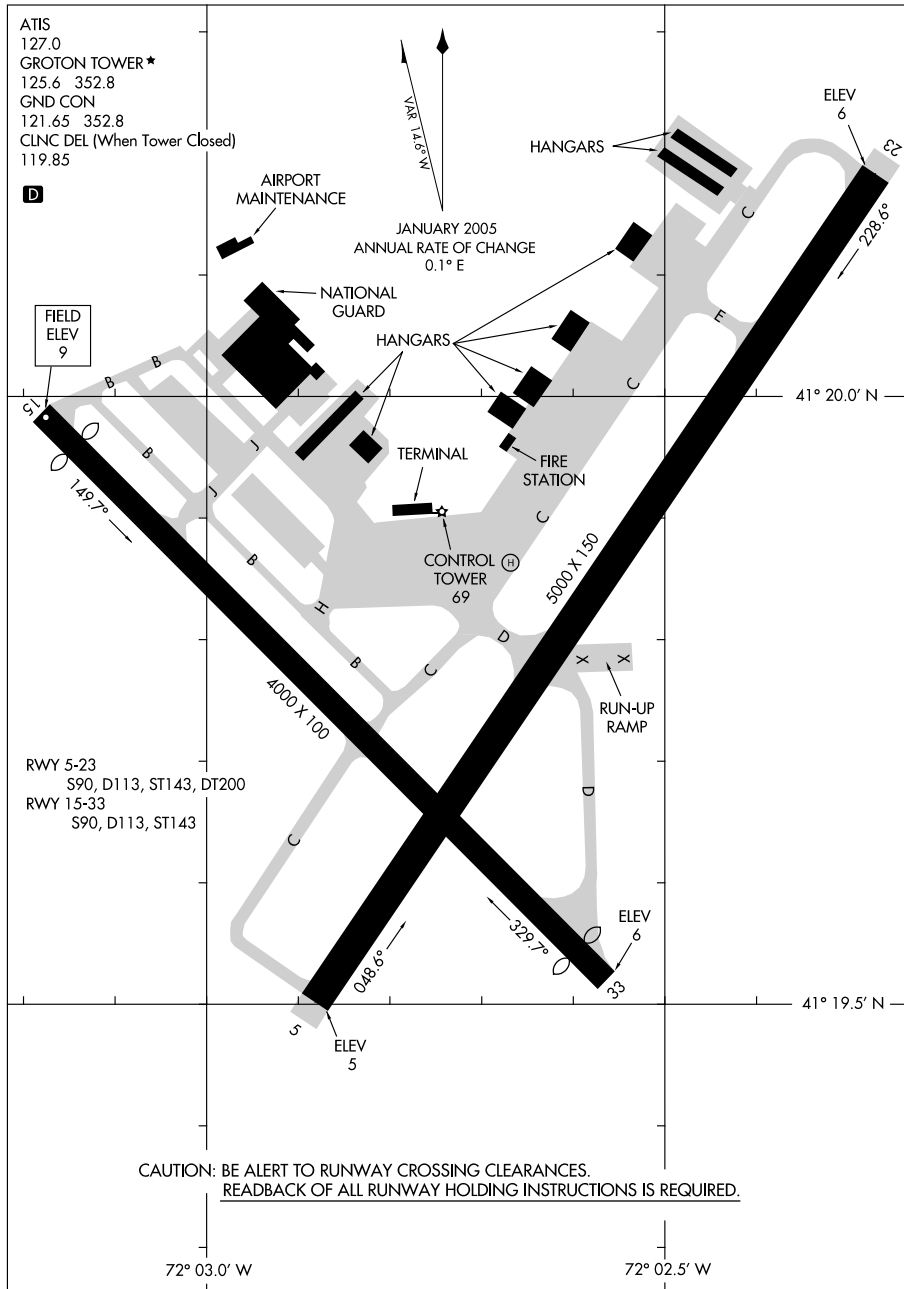 ATIS
127.0
GROTON TOWER★
125.6 352.8
GND CON
121.65 352.8
CLNC DEL (When Tower Closed)
119.85
D
VAR 14.6° W
JANUARY 2005
ANNUAL RATE OF CHANGE
0.1° E
ELEV
6
23
HANGARS
C
228.6°
AIRPORT
MAINTENANCE
NATIONAL
GUARD
FIELD
ELEV
9
HANGARS
E
B
B
C
41° 20.0' N
15
B
J
J
149.7°
TERMINAL
FIRE
STATION
C
CONTROL
TOWER
69
H
B
H
5000 X 150
D
B
C
X
X
RUN-UP
RAMP
4000 X 100
D
RWY 5-23
S90, D113, ST143, DT200
RWY 15-33
S90, D113, ST143
C
329.7°
ELEV
6
33
048.6°
41° 19.5' N
5
ELEV
5
CAUTION: BE ALERT TO RUNWAY CROSSING CLEARANCES.
READBACK OF ALL RUNWAY HOLDING INSTRUCTIONS IS REQUIRED.
72° 03.0' W
72° 02.5' W